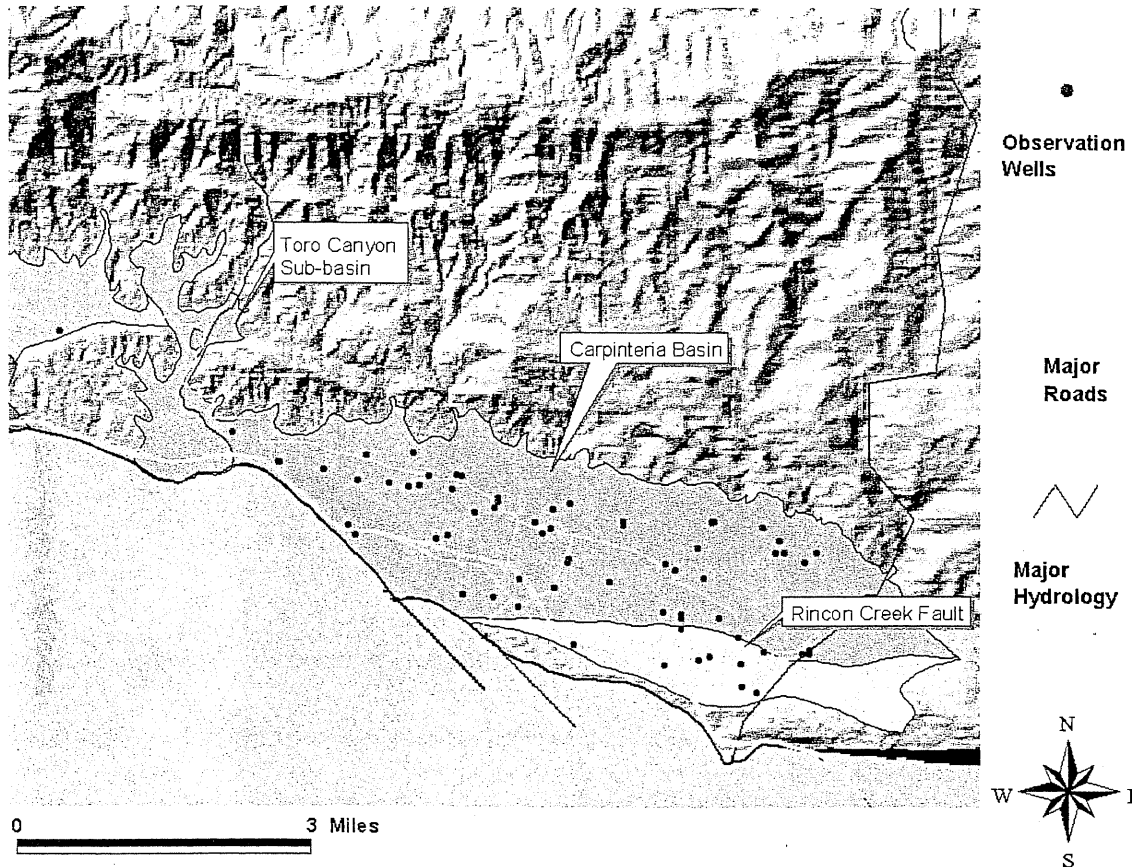 Toro Canyon
Sub-basin
Carpinteria Basin
Rincon Creek Fault
Observation
Wells
Major
Roads
Major
Hydrology
N
W
S
0 3 Miles